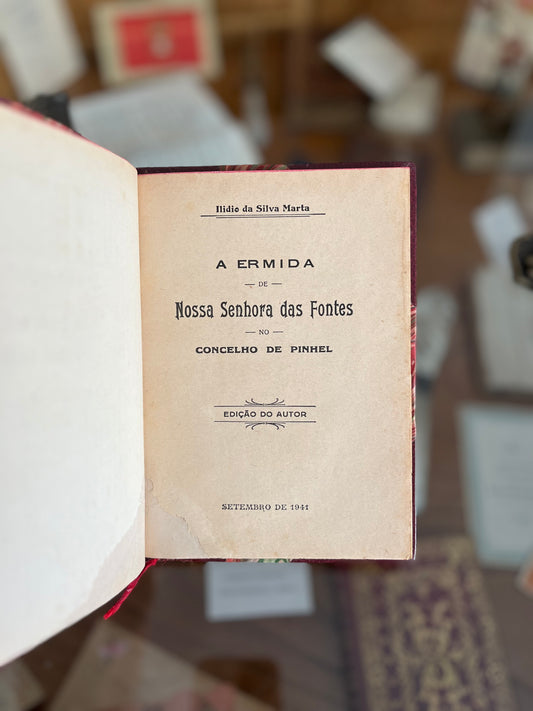 Ilidio da Silva Marta
A ERMIDA
— DE —
Nossa Senhora das Fontes
— NO —
CONCELHO DE PINHEL
EDIÇÃO DO AUTOR
SETEMBRO DE 1941